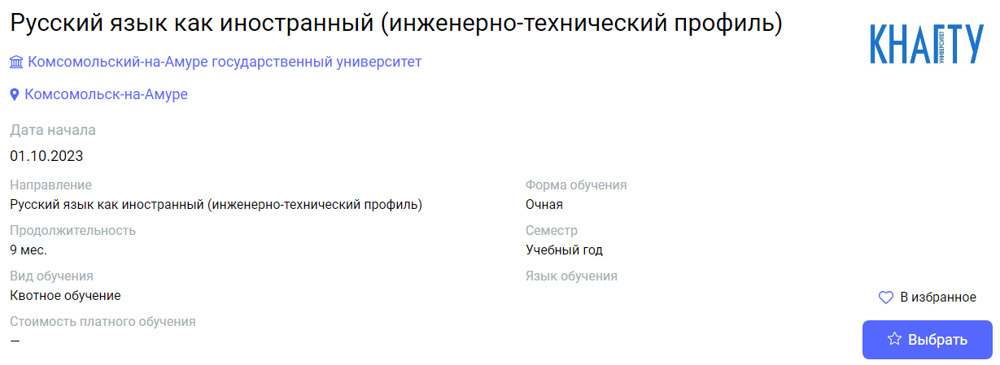 Русский язык как иностранный (инженерно-технический профиль)
КНАГТУ
УНИВЕРСИТЕТ
Комсомольский-на-Амуре государственный университет
Комсомольск-на-Амуре
Дата начала
01.10.2023
Направление
Русский язык как иностранный (инженерно-технический профиль)
Форма обучения
Очная
Продолжительность
9 мес.
Семестр
Учебный год
Вид обучения
Квотное обучение
Язык обучения
Стоимость платного обучения
—
В избранное
Выбрать